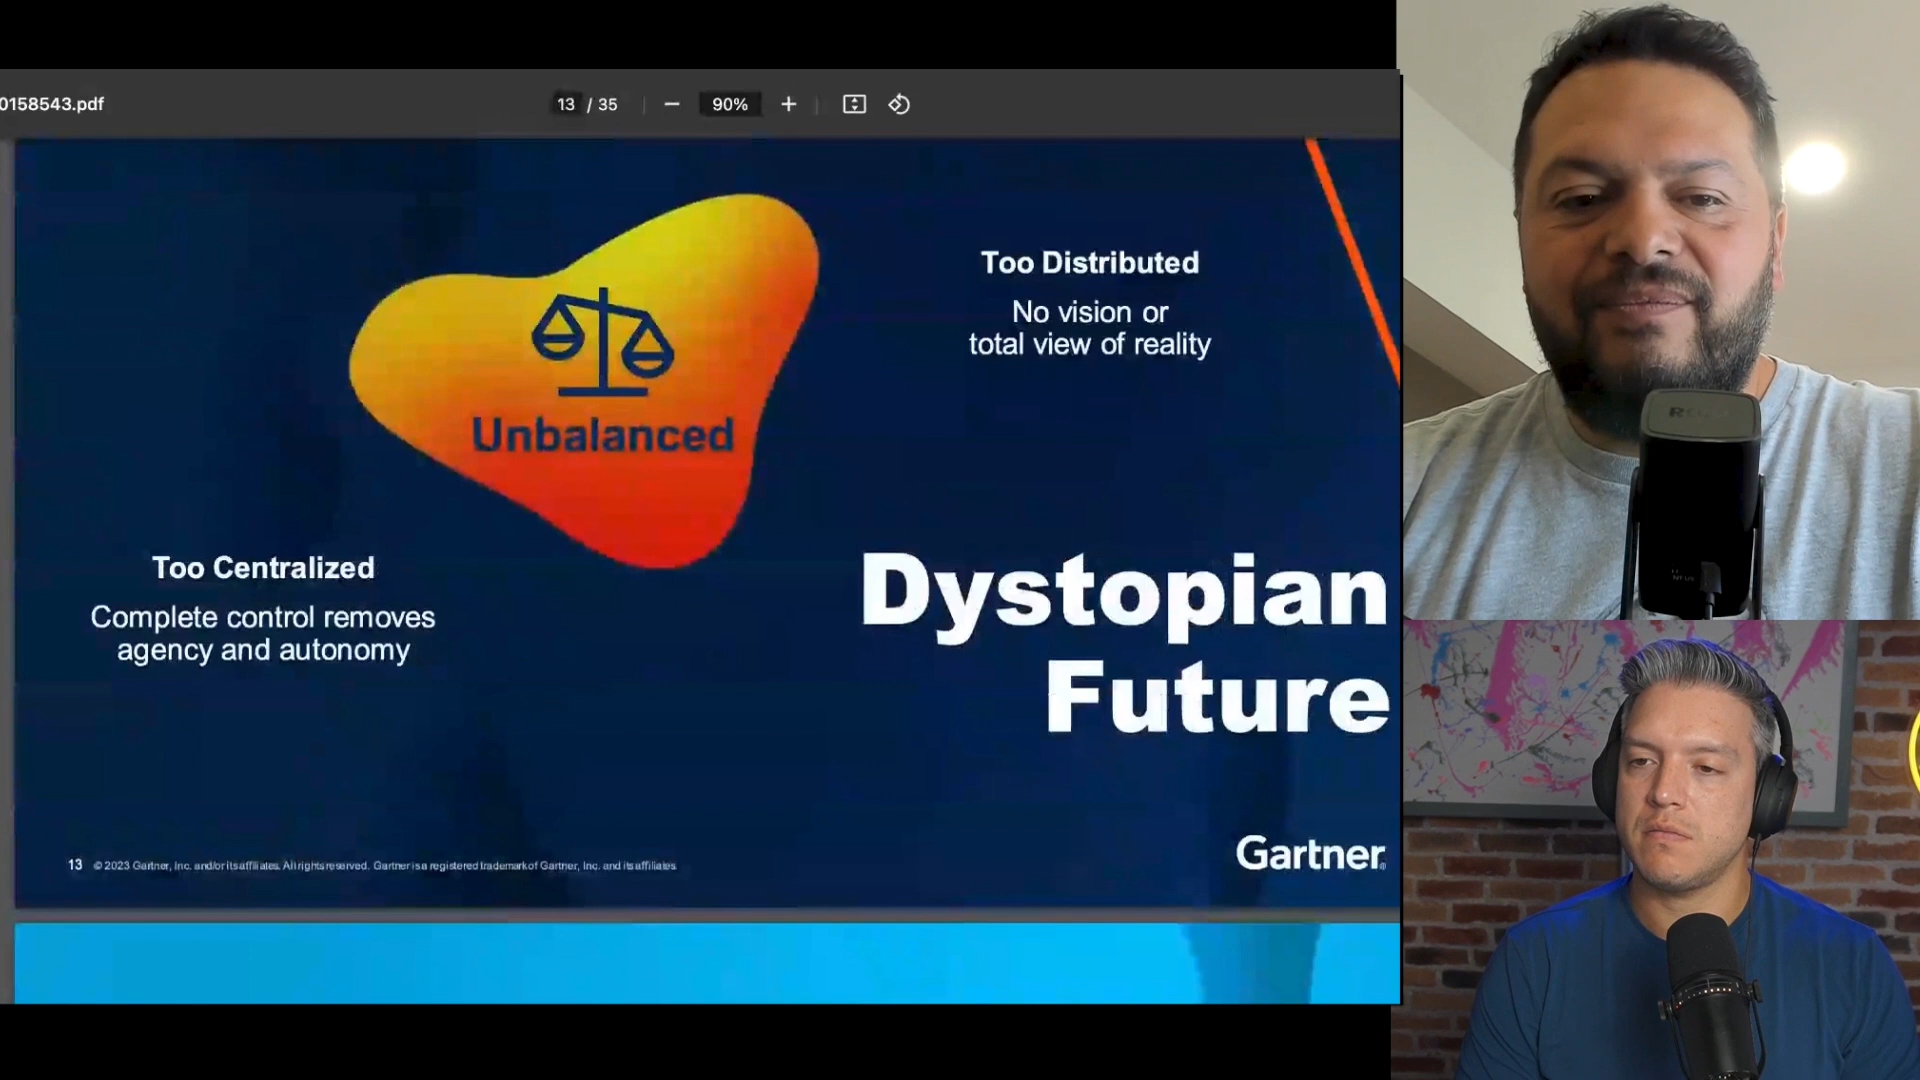 0158543.pdf
13 / 35
90%
Too Distributed
No vision or
total view of reality
Unbalanced
Too Centralized
Complete control removes
agency and autonomy
Dystopian
Future
13 © 2023 Gartner, Inc. and/or its affiliates. All rights reserved. Gartner is a registered trademark of Gartner, Inc. and its affiliates.
Gartner